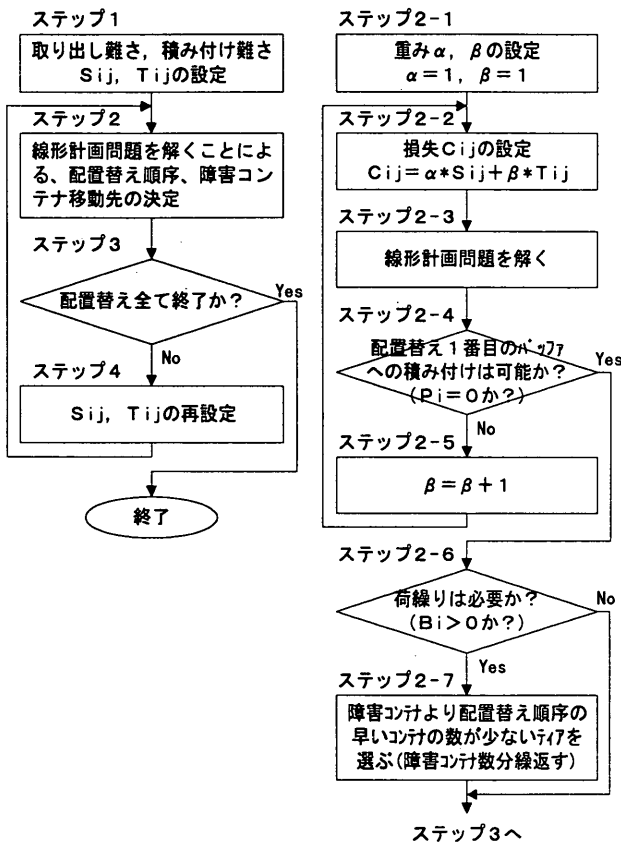 ステップ1
取り出し難さ，積み付け難さ
Sij，Tijの設定
ステップ2
線形計画問題を解くことによ
る、配置替え順序、障害コン
テナ移動先の決定
ステップ3
配置替え全て終了か？
Yes
No
ステップ4
Sij，Tijの再設定
終了
ステップ2-1
重みα，βの設定
α＝1，β＝1
ステップ2-2
損失Cijの設定
Cij＝α*Sij＋β*Tij
ステップ2-3
線形計画問題を解く
ステップ2-4
配置替え1番目のﾊﾞｯﾌｧ
への積み付けは可能か？
(Pi＝0か？)
Yes
No
ステップ2-5
β＝β＋1
ステップ2-6
荷繰りは必要か？
(Bi＞0か？)
No
Yes
ステップ2-7
障害ｺﾝﾃﾅより配置替え順序の
早いｺﾝﾃﾅの数が少ないﾃｨｱを
選ぶ(障害ｺﾝﾃﾅ数分繰返す)
ステップ3へ